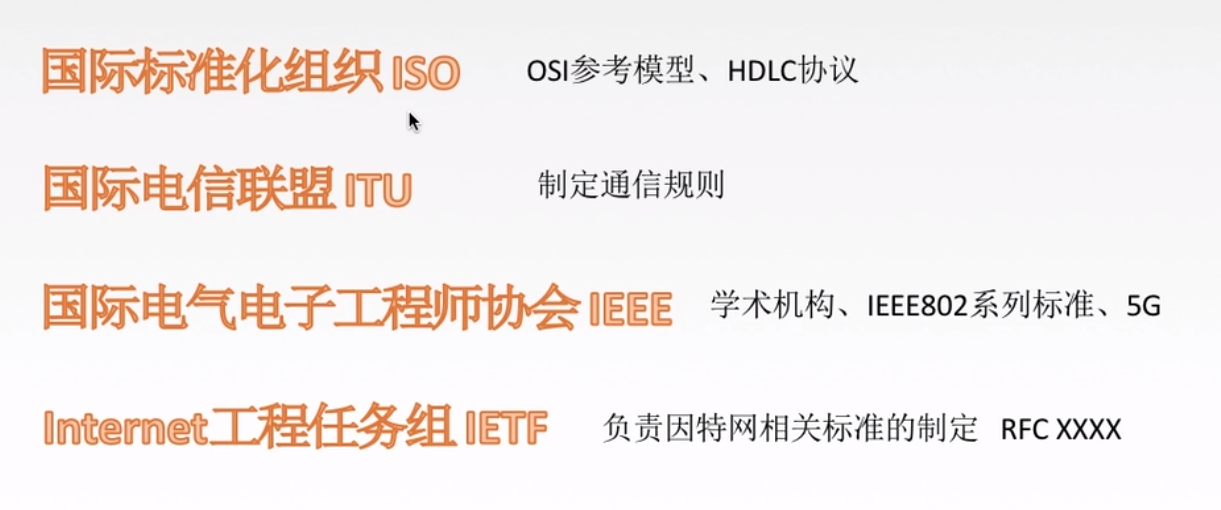 国际标准化组织 ISO OSI参考模型、HDLC协议
国际电信联盟 ITU 制定通信规则
国际电气电子工程师协会 IEEE 学术机构、IEEE802系列标准、5G
Internet工程任务组 IETF 负责因特网相关标准的制定 RFC XXXX